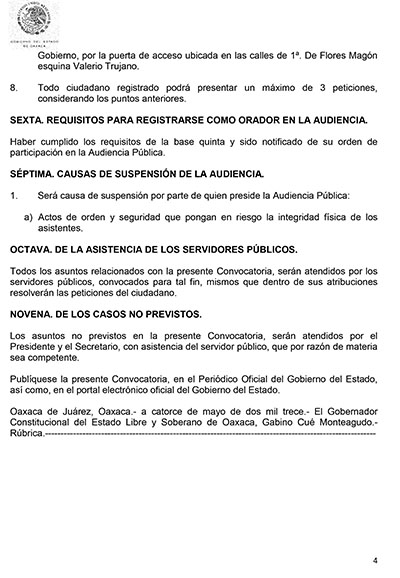 GOBIERNO DEL ESTADO
DE OAXACA
Gobierno, por la puerta de acceso ubicada en las calles de 1ª. De Flores Magón
esquina Valerio Trujano.
8. Todo ciudadano registrado podrá presentar un máximo de 3 peticiones,
considerando los puntos anteriores.
SEXTA. REQUISITOS PARA REGISTRARSE COMO ORADOR EN LA AUDIENCIA.
Haber cumplido los requisitos de la base quinta y sido notificado de su orden de
participación en la Audiencia Pública.
SÉPTIMA. CAUSAS DE SUSPENSIÓN DE LA AUDIENCIA.
1. Será causa de suspensión por parte de quien preside la Audiencia Pública:
a) Actos de orden y seguridad que pongan en riesgo la integridad física de los
asistentes.
OCTAVA. DE LA ASISTENCIA DE LOS SERVIDORES PÚBLICOS.
Todos los asuntos relacionados con la presente Convocatoria, serán atendidos por los
servidores públicos, convocados para tal fin, mismos que dentro de sus atribuciones
resolverán las peticiones del ciudadano.
NOVENA. DE LOS CASOS NO PREVISTOS.
Los asuntos no previstos en la presente Convocatoria, serán atendidos por el
President y el Secretario, con asistencia del servidor público, que por razón de materia
sea competente.
Publíquese la presente Convocatoria, en el Periódico Oficial del Gobierno del Estado,
así como, en el portal electrónico oficial del Gobierno del Estado.
Oaxaca de Juárez, Oaxaca.- a catorce de mayo de dos mil trece.- El Gobernador
Constitucional del Estado Libre y Soberano de Oaxaca, Gabino Cué Monteagudo.-
Rúbrica.------------------------------------------------------------------------------------------------
4